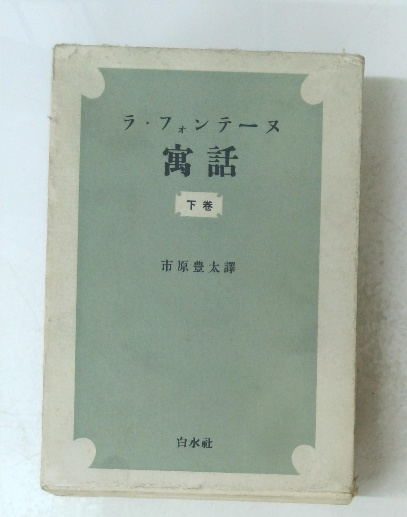 ラ・フォンテーヌ
寓話
下巻
市原豊太譯
白水社